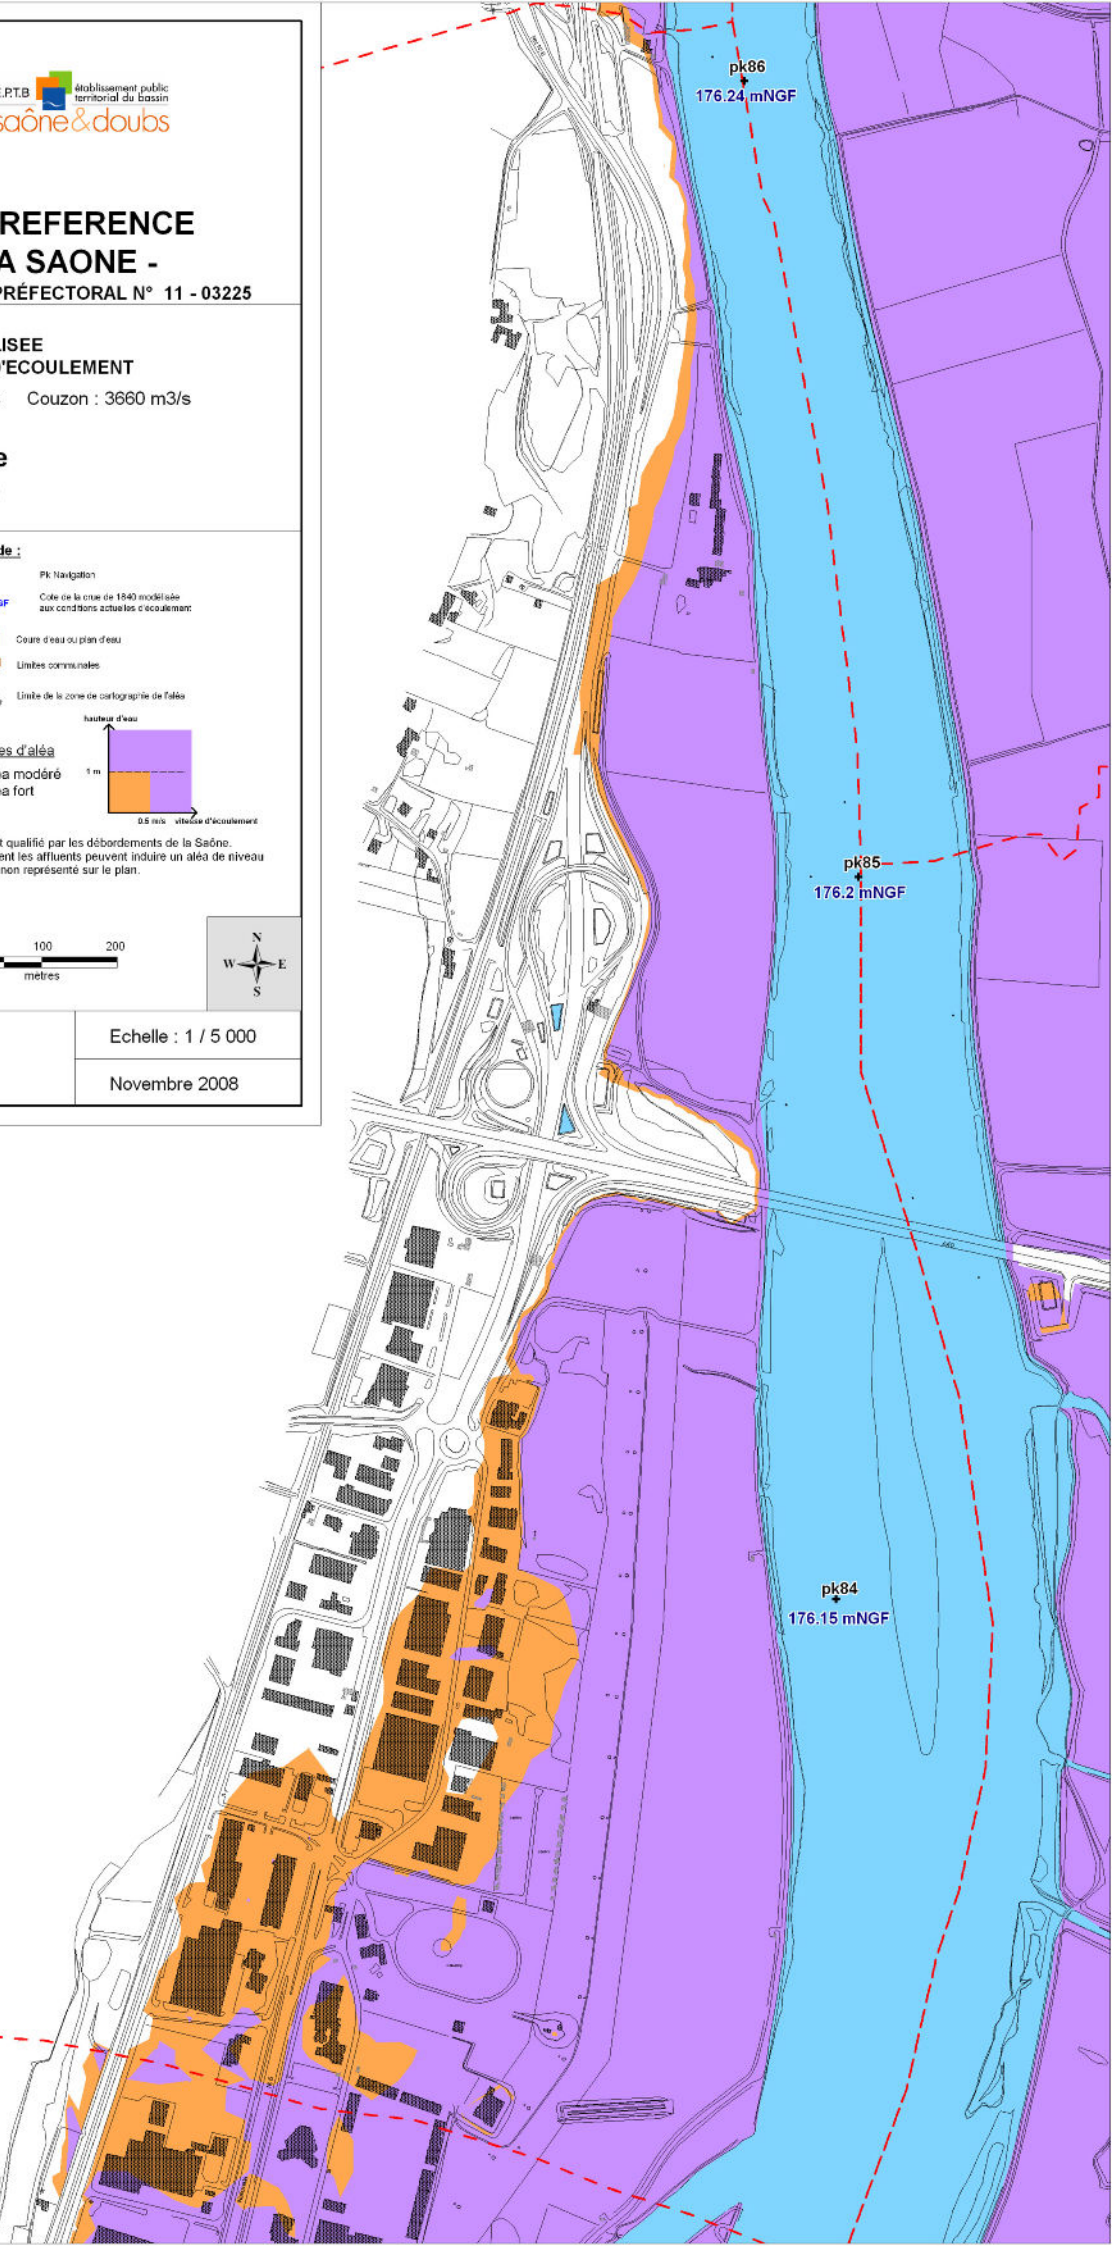 E.P.T.B
établissement public
territorial du bassin
saône&doubs
REFERENCE
A SAONE -
PRÉFECTORAL N° 11 - 03225
ISEE
D'ECOULEMENT
Couzon : 3660 m3/s
e
de :
Pk Navigation
GF
Cote de la crue de 1840 modélisée
aux conditions actuelles d'écoulement
Cours d'eau ou plan d'eau
Limites communales
Limite de la zone de cartographie de l'aléa
hauteur d'eau
es d'aléa
1 m
a modéré
a fort
0.5 m/s vitesse d'écoulement
t qualifié par les débordements de la Saône.
ent les affluents peuvent induire un aléa de niveau
non représenté sur le plan.
100 200
mètres
N
W E
S
Echelle : 1 / 5 000
Novembre 2008
pk86
176.24 mNGF
pk85
176.2 mNGF
pk84
176.15 mNGF